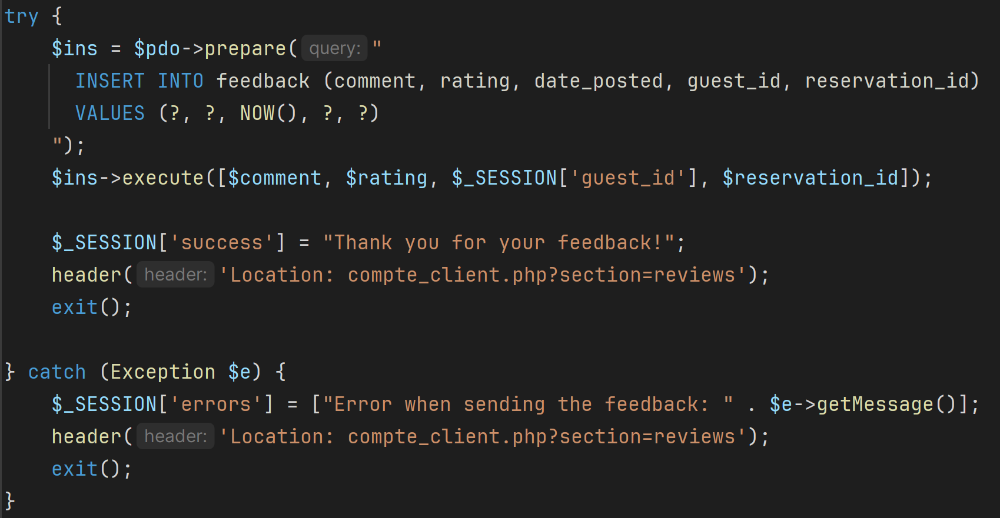 try {
$ins = $pdo->prepare( query: "
INSERT INTO feedback (comment, rating, date_posted, guest_id, reservation_id)
VALUES (?, ?, NOW(), ?, ?)
");
$ins->execute([$comment, $rating, $_SESSION['guest_id'], $reservation_id]);
$_SESSION['success'] = "Thank you for your feedback!";
header( header: 'Location: compte_client.php?section=reviews');
exit();
} catch (Exception $e) {
$_SESSION['errors'] = ["Error when sending the feedback: " . $e->getMessage()];
header( header: 'Location: compte_client.php?section=reviews');
exit();
}